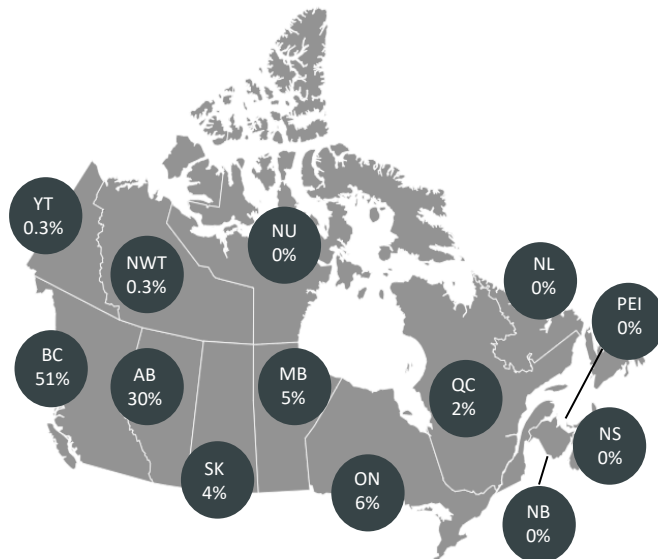 YT
0.3%
NWT
0.3%
NU
0%
NL
0%
PEI
0%
BC
51%
AB
30%
MB
5%
QC
2%
NS
0%
SK
4%
ON
6%
NB
0%